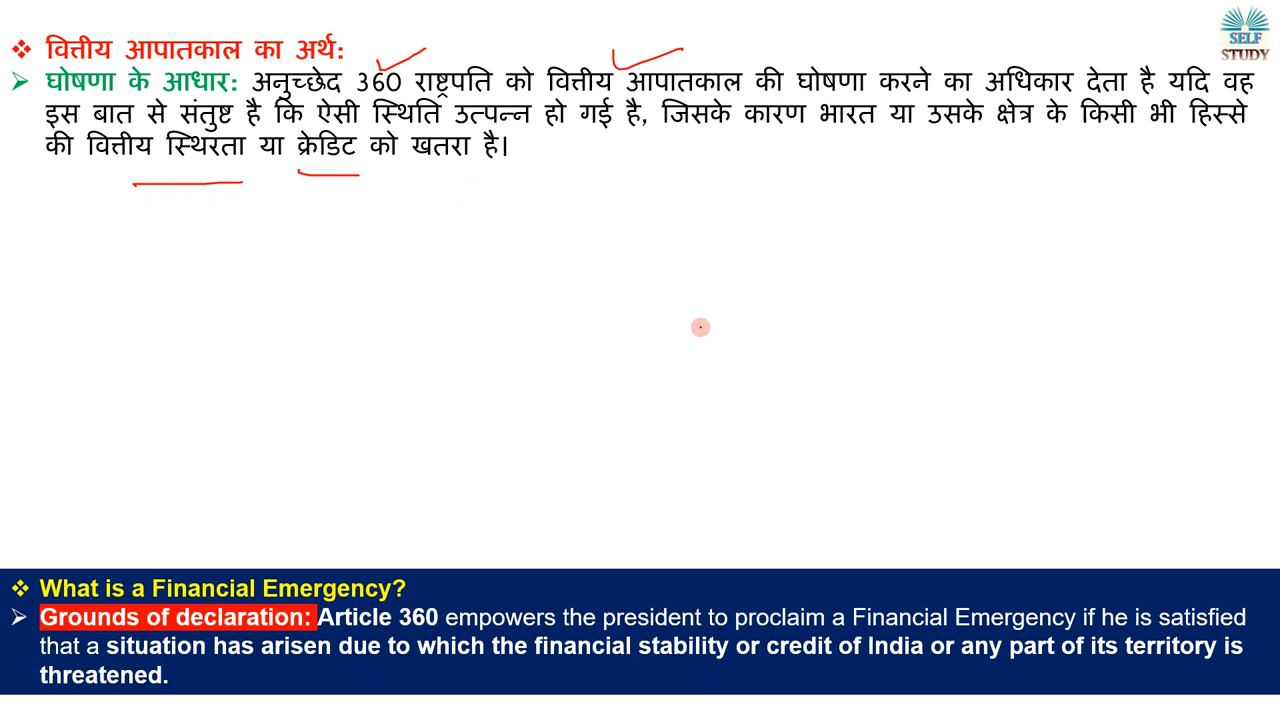 SELF
STUDY
❖ वित्तीय आपातकाल का अर्थ:
➢ घोषणा के आधार: अनुच्छेद 360 राष्ट्रपति को वित्तीय आपातकाल की घोषणा करने का अधिकार देता है यदि वह
इस बात से संतुष्ट है कि ऐसी स्थिति उत्पन्न हो गई है, जिसके कारण भारत या उसके क्षेत्र के किसी भी हिस्से
की वित्तीय स्थिरता या क्रेडिट को खतरा है।
❖ What is a Financial Emergency?
➢ Grounds of declaration: Article 360 empowers the president to proclaim a Financial Emergency if he is satisfied
that a situation has arisen due to which the financial stability or credit of India or any part of its territory is
threatened.